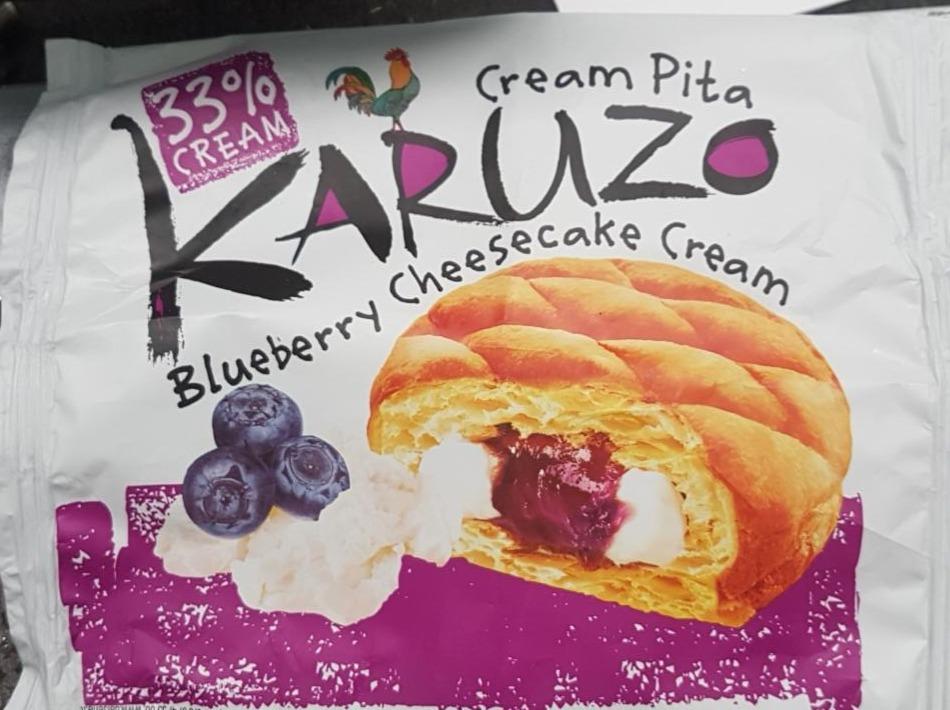 33%
CREAM
Cream Pita
KARUZO
Blueberry Cheesecake Cream